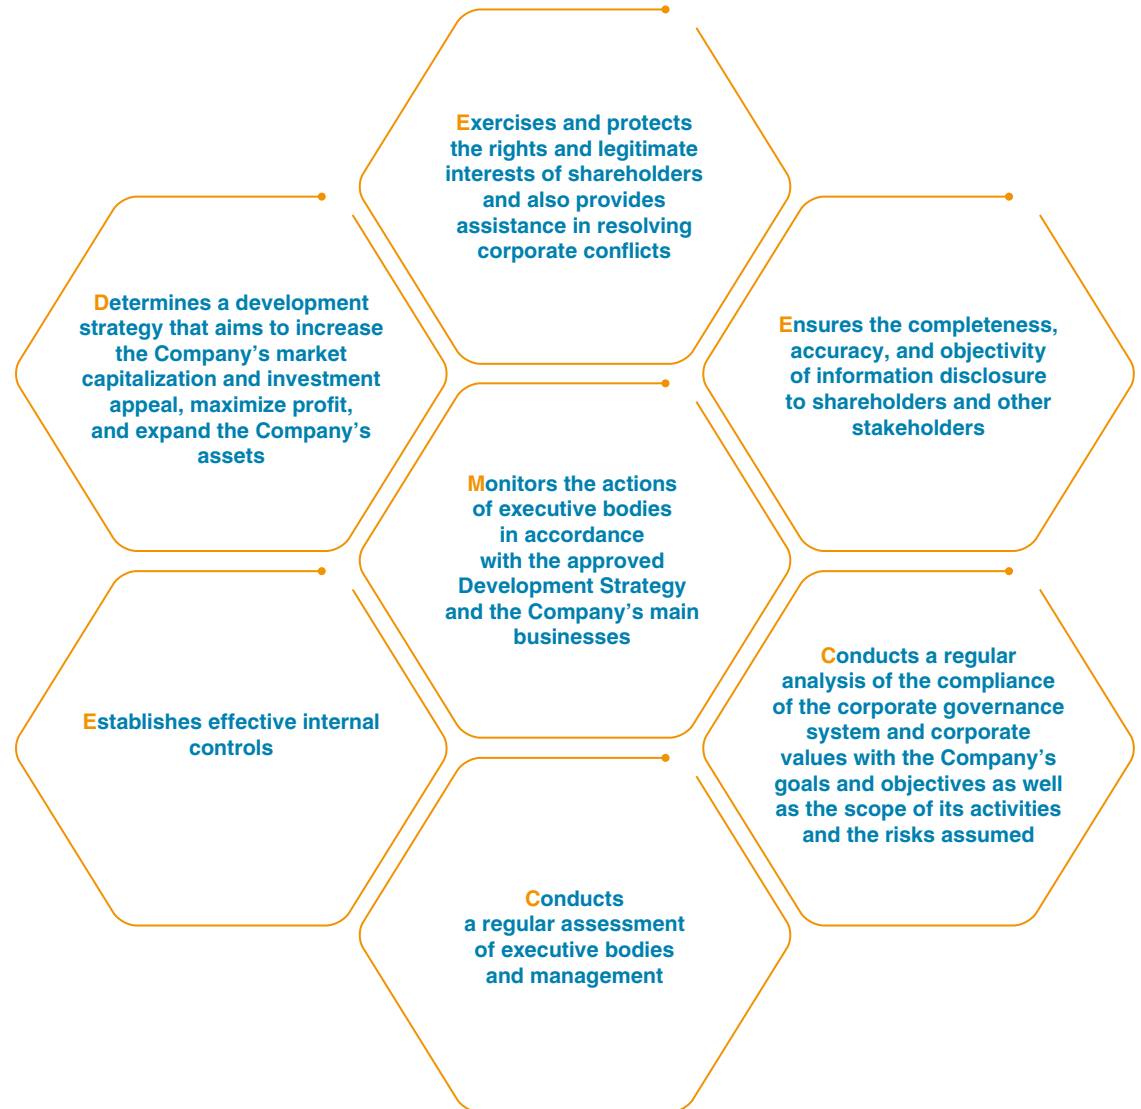 Exercises and protects
the rights and legitimate
interests of shareholders
and also provides
assistance in resolving
corporate conflicts
Determines a development
strategy that aims to increase
the Company’s market
capitalization and investment
appeal, maximize profit,
and expand the Company’s
assets
Ensures the completeness,
accuracy, and objectivity
of information disclosure
to shareholders and other
stakeholders
Monitors the actions
of executive bodies
in accordance
with the approved
Development Strategy
and the Company’s main
businesses
Establishes effective internal
controls
Conducts a regular
analysis of the compliance
of the corporate governance
system and corporate
values with the Company’s
goals and objectives as well
as the scope of its activities
and the risks assumed
Conducts
a regular assessment
of executive bodies
and management